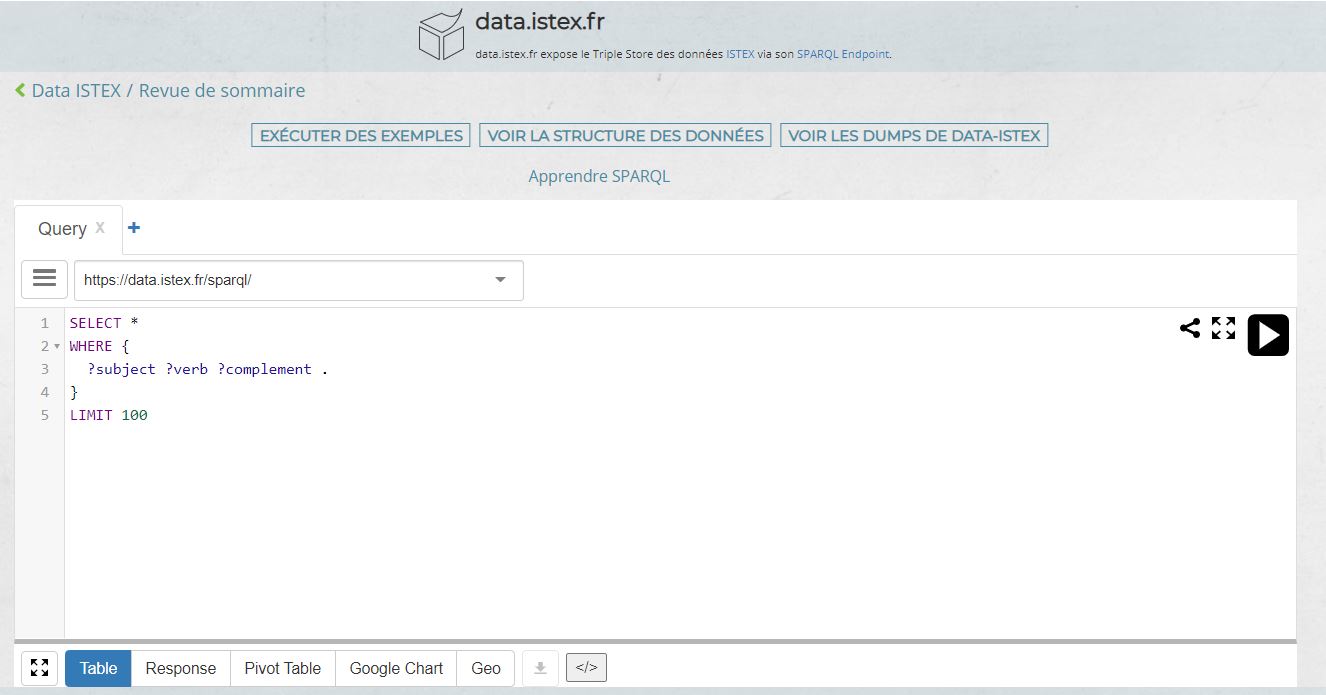 data.istex.fr
data.istex.fr expose le Triple Store des données ISTEX via son SPARQL Endpoint.
Data ISTEX / Revue de sommaire
EXÉCUTER DES EXEMPLES VOIR LA STRUCTURE DES DONNÉES VOIR LES DUMPS DE DATA-ISTEX
Apprendre SPARQL
Query X +
https://data.istex.fr/sparql/
1 SELECT *
2 WHERE {
3 ?subject ?verb ?complement .
4 }
5 LIMIT 100
Table Response Pivot Table Google Chart Geo </>